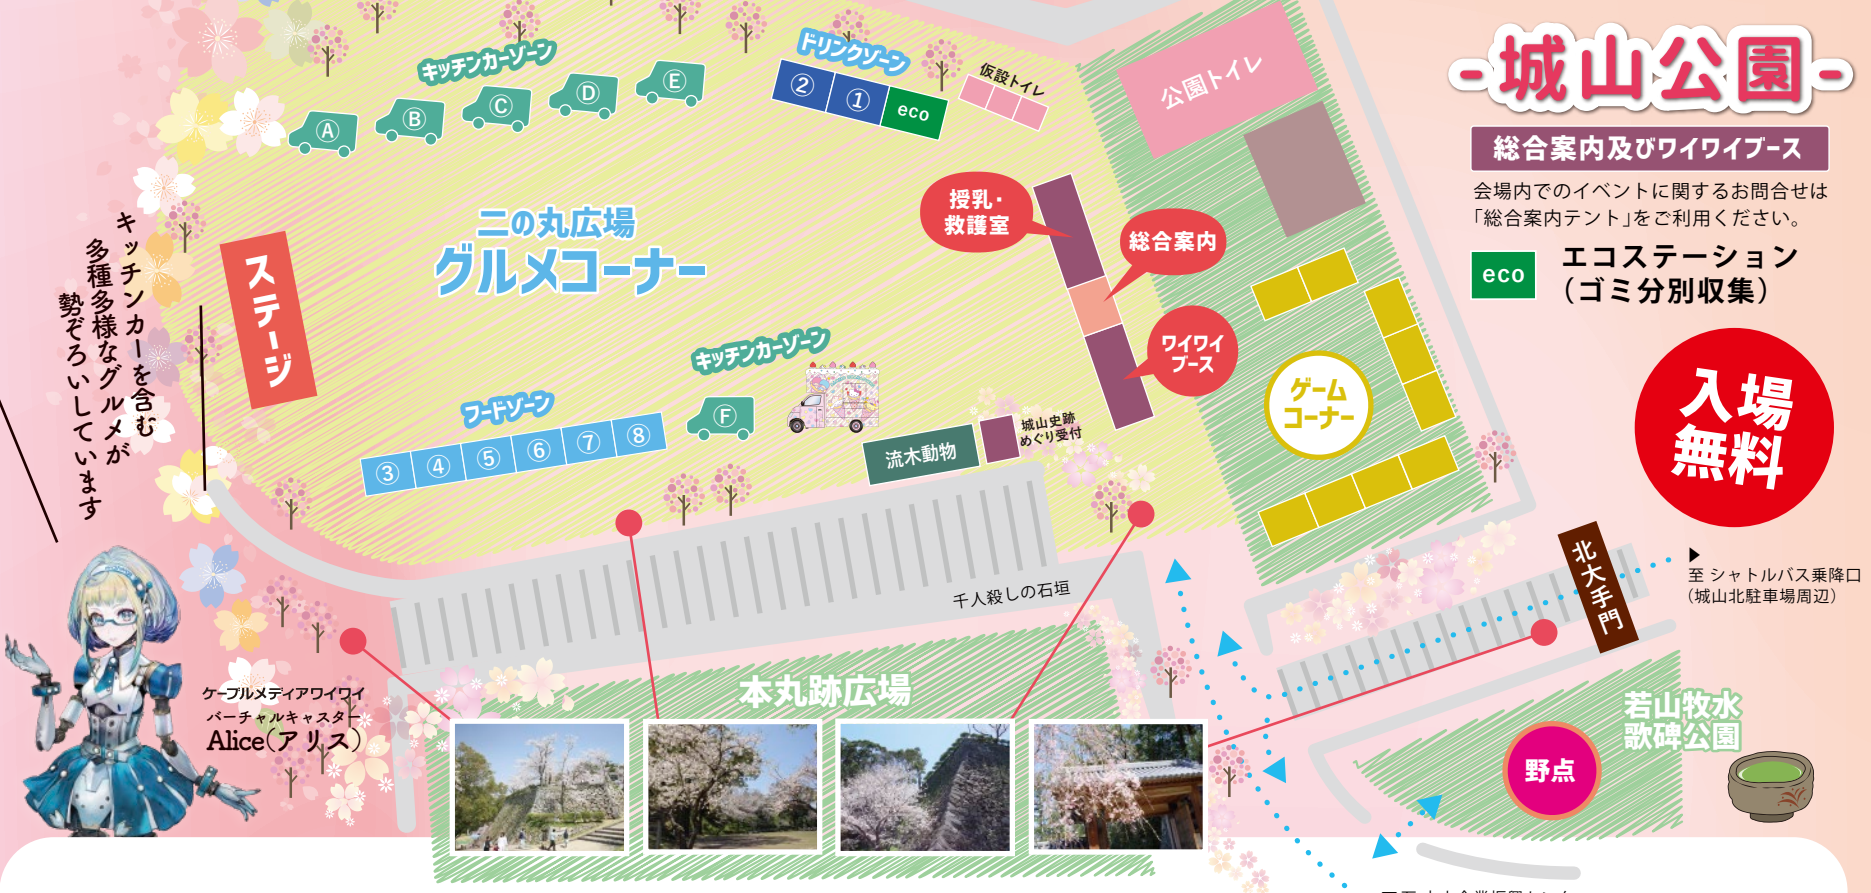 -城山公園-
総合案内及びワイワイブース
会場内でのイベントに関するお問合せは
「総合案内テント」をご利用ください。
eco
エコステーション
（ゴミ分別収集）
入場
無料
キッチンカーゾーン
A
B
C
D
E
ドリンクゾーン
②
①
eco
仮設トイレ
公園トイレ
授乳・
救護室
総合案内
ワイワイ
ブース
二の丸広場
グルメコーナー
ステージ
キッチンカーを含む
多種多様なグルメが
勢ぞろいしています
キッチンカーゾーン
F
フードゾーン
③
④
⑤
⑥
⑦
⑧
流木動物
城山史跡
めぐり受付
ゲーム
コーナー
千人殺しの石垣
北大手門
▶
至 シャトルバス乗降口
（城山北駐車場周辺）
本丸跡広場
若山牧水
歌碑公園
野点
ケーブルメディアワイワイ
バーチャルキャスター
Alice（アリス）